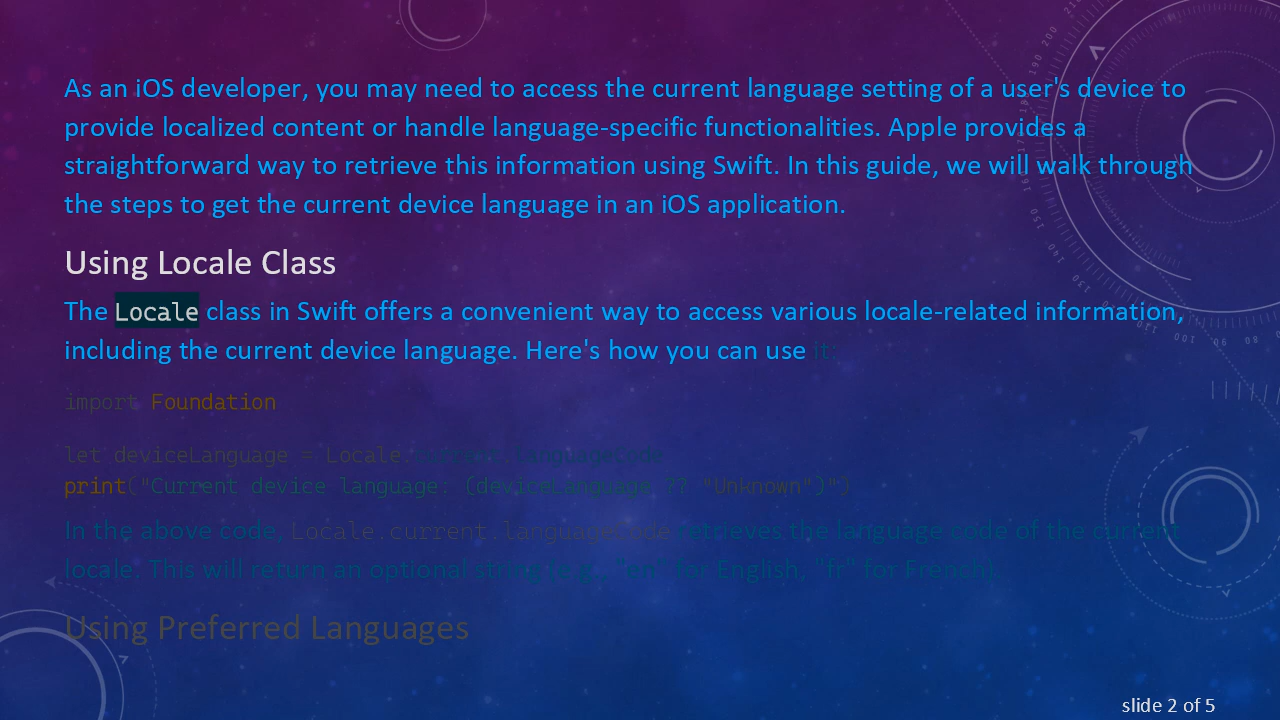 As an iOS developer, you may need to access the current language setting of a user's device to
provide localized content or handle language-specific functionalities. Apple provides a
straightforward way to retrieve this information using Swift. In this guide, we will walk through
the steps to get the current device language in an iOS application.
Using Locale Class
The Locale class in Swift offers a convenient way to access various locale-related information,
including the current device language. Here's how you can use it:
import Foundation
let deviceLanguage = Locale.current.languageCode
print("Current device language: (deviceLanguage ?? "Unknown")")
In the above code, Locale.current.languageCode retrieves the language code of the current
locale. This will return an optional string (e.g., "en" for English, "fr" for French).
Using Preferred Languages
slide 2 of 5